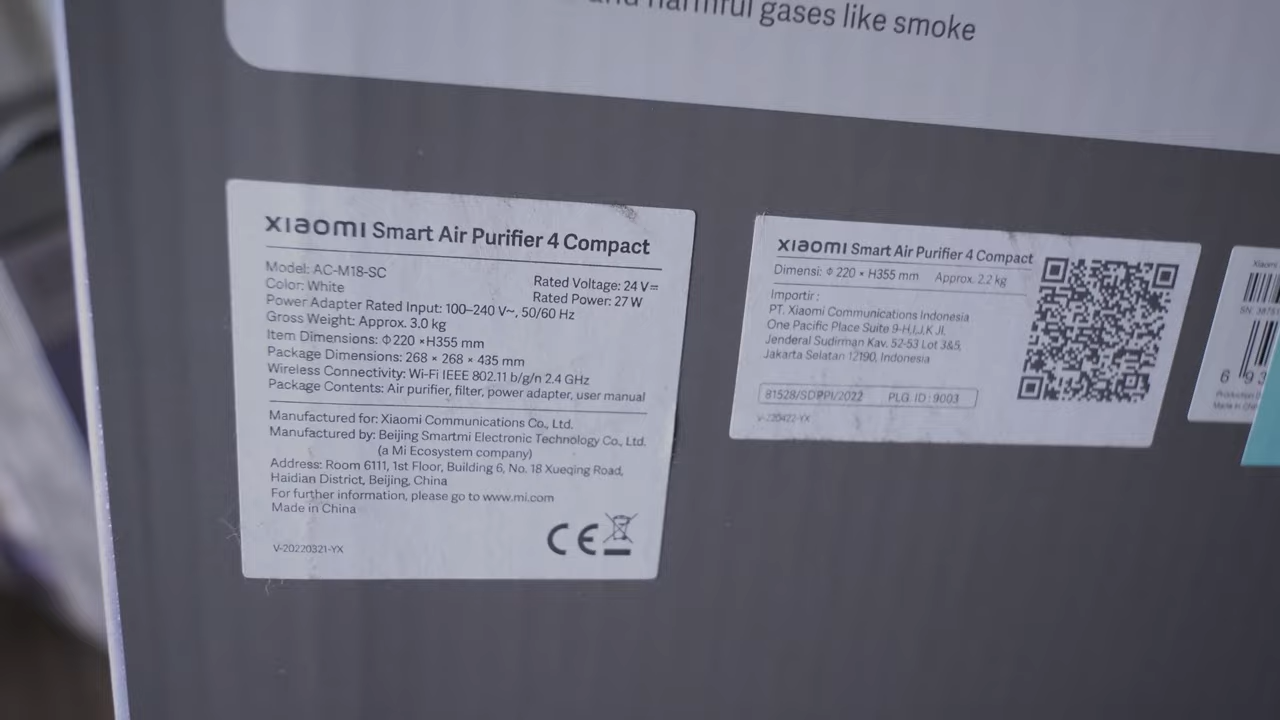 and harmful gases like smoke
xiaomi Smart Air Purifier 4 Compact
Model: AC-M18-SC
Color: White
Rated Voltage: 24 V⎓
Rated Power: 27 W
Power Adapter Rated Input: 100–240 V~, 50/60 Hz
Gross Weight: Approx. 3.0 kg
Item Dimensions: Φ220 ×H355 mm
Package Dimensions: 268 × 268 × 435 mm
Wireless Connectivity: Wi-Fi IEEE 802.11 b/g/n 2.4 GHz
Package Contents: Air purifier, filter, power adapter, user manual
Manufactured for: Xiaomi Communications Co., Ltd.
Manufactured by: Beijing Smartmi Electronic Technology Co., Ltd.
(a Mi Ecosystem company)
Address: Room 6111, 1st Floor, Building 6, No. 18 Xueqing Road,
Haidian District, Beijing, China
For further information, please go to www.mi.com
Made in China
V-20220321-YX
CE
xiaomi Smart Air Purifier 4 Compact
Dimensi: Φ 220 × H355 mm Approx. 2.2 kg
Importir :
PT. Xiaomi Communications Indonesia
One Pacific Place Suite 9-H,I,J,K Jl.
Jenderal Sudirman Kav. 52-53 Lot 3&5,
Jakarta Selatan 12190, Indonesia
81528/SDPPI/2022 PLG. ID : 9003
V-220422-YX
Xiaomi
6 93
Made in